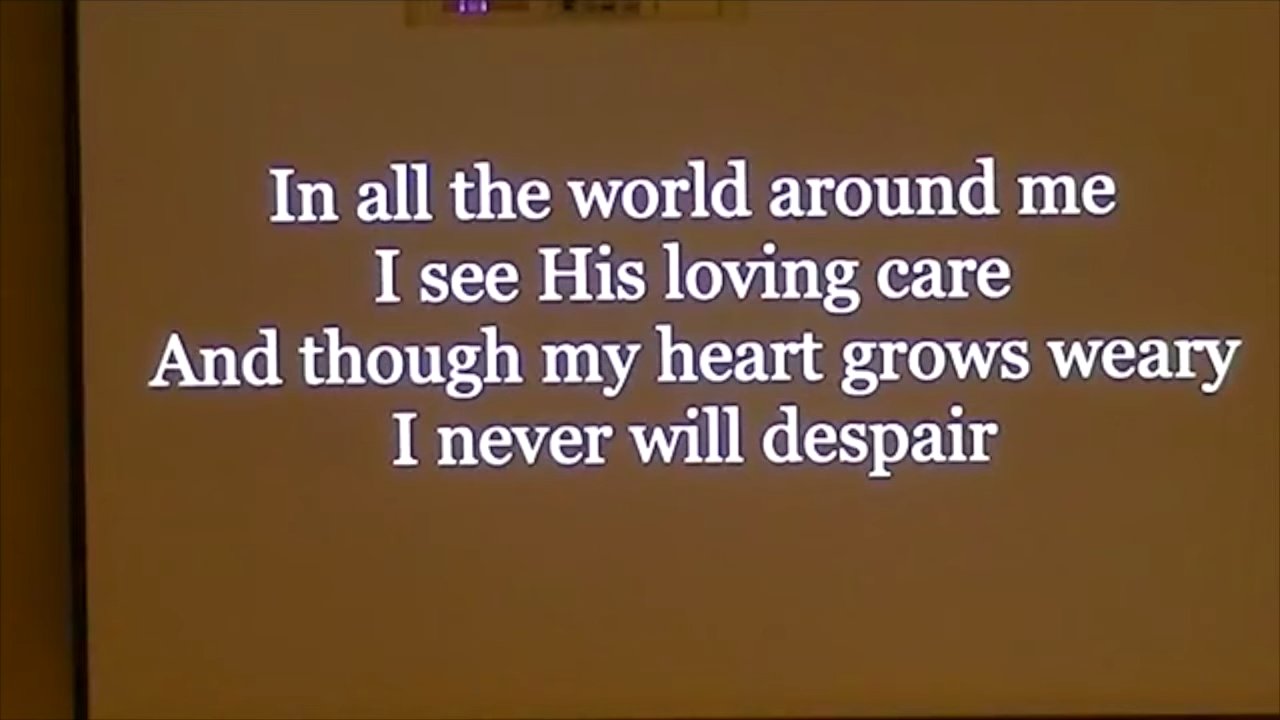 In all the world around me
I see His loving care
And though my heart grows weary
I never will despair